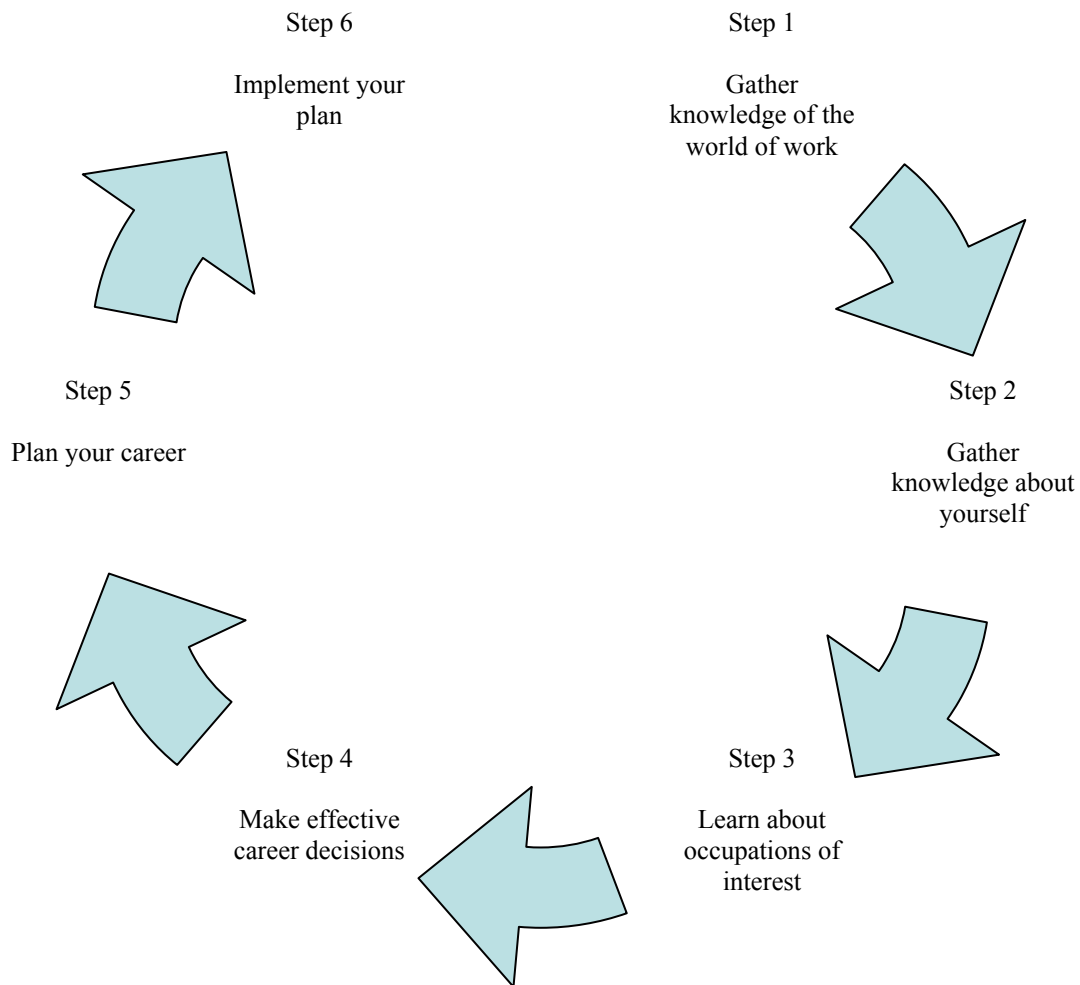 Step 1
Gather
knowledge of the
world of work
Step 2
Gather
knowledge about
yourself
Step 3
Learn about
occupations of
interest
Step 4
Make effective
career decisions
Step 5
Plan your career
Step 6
Implement your
plan